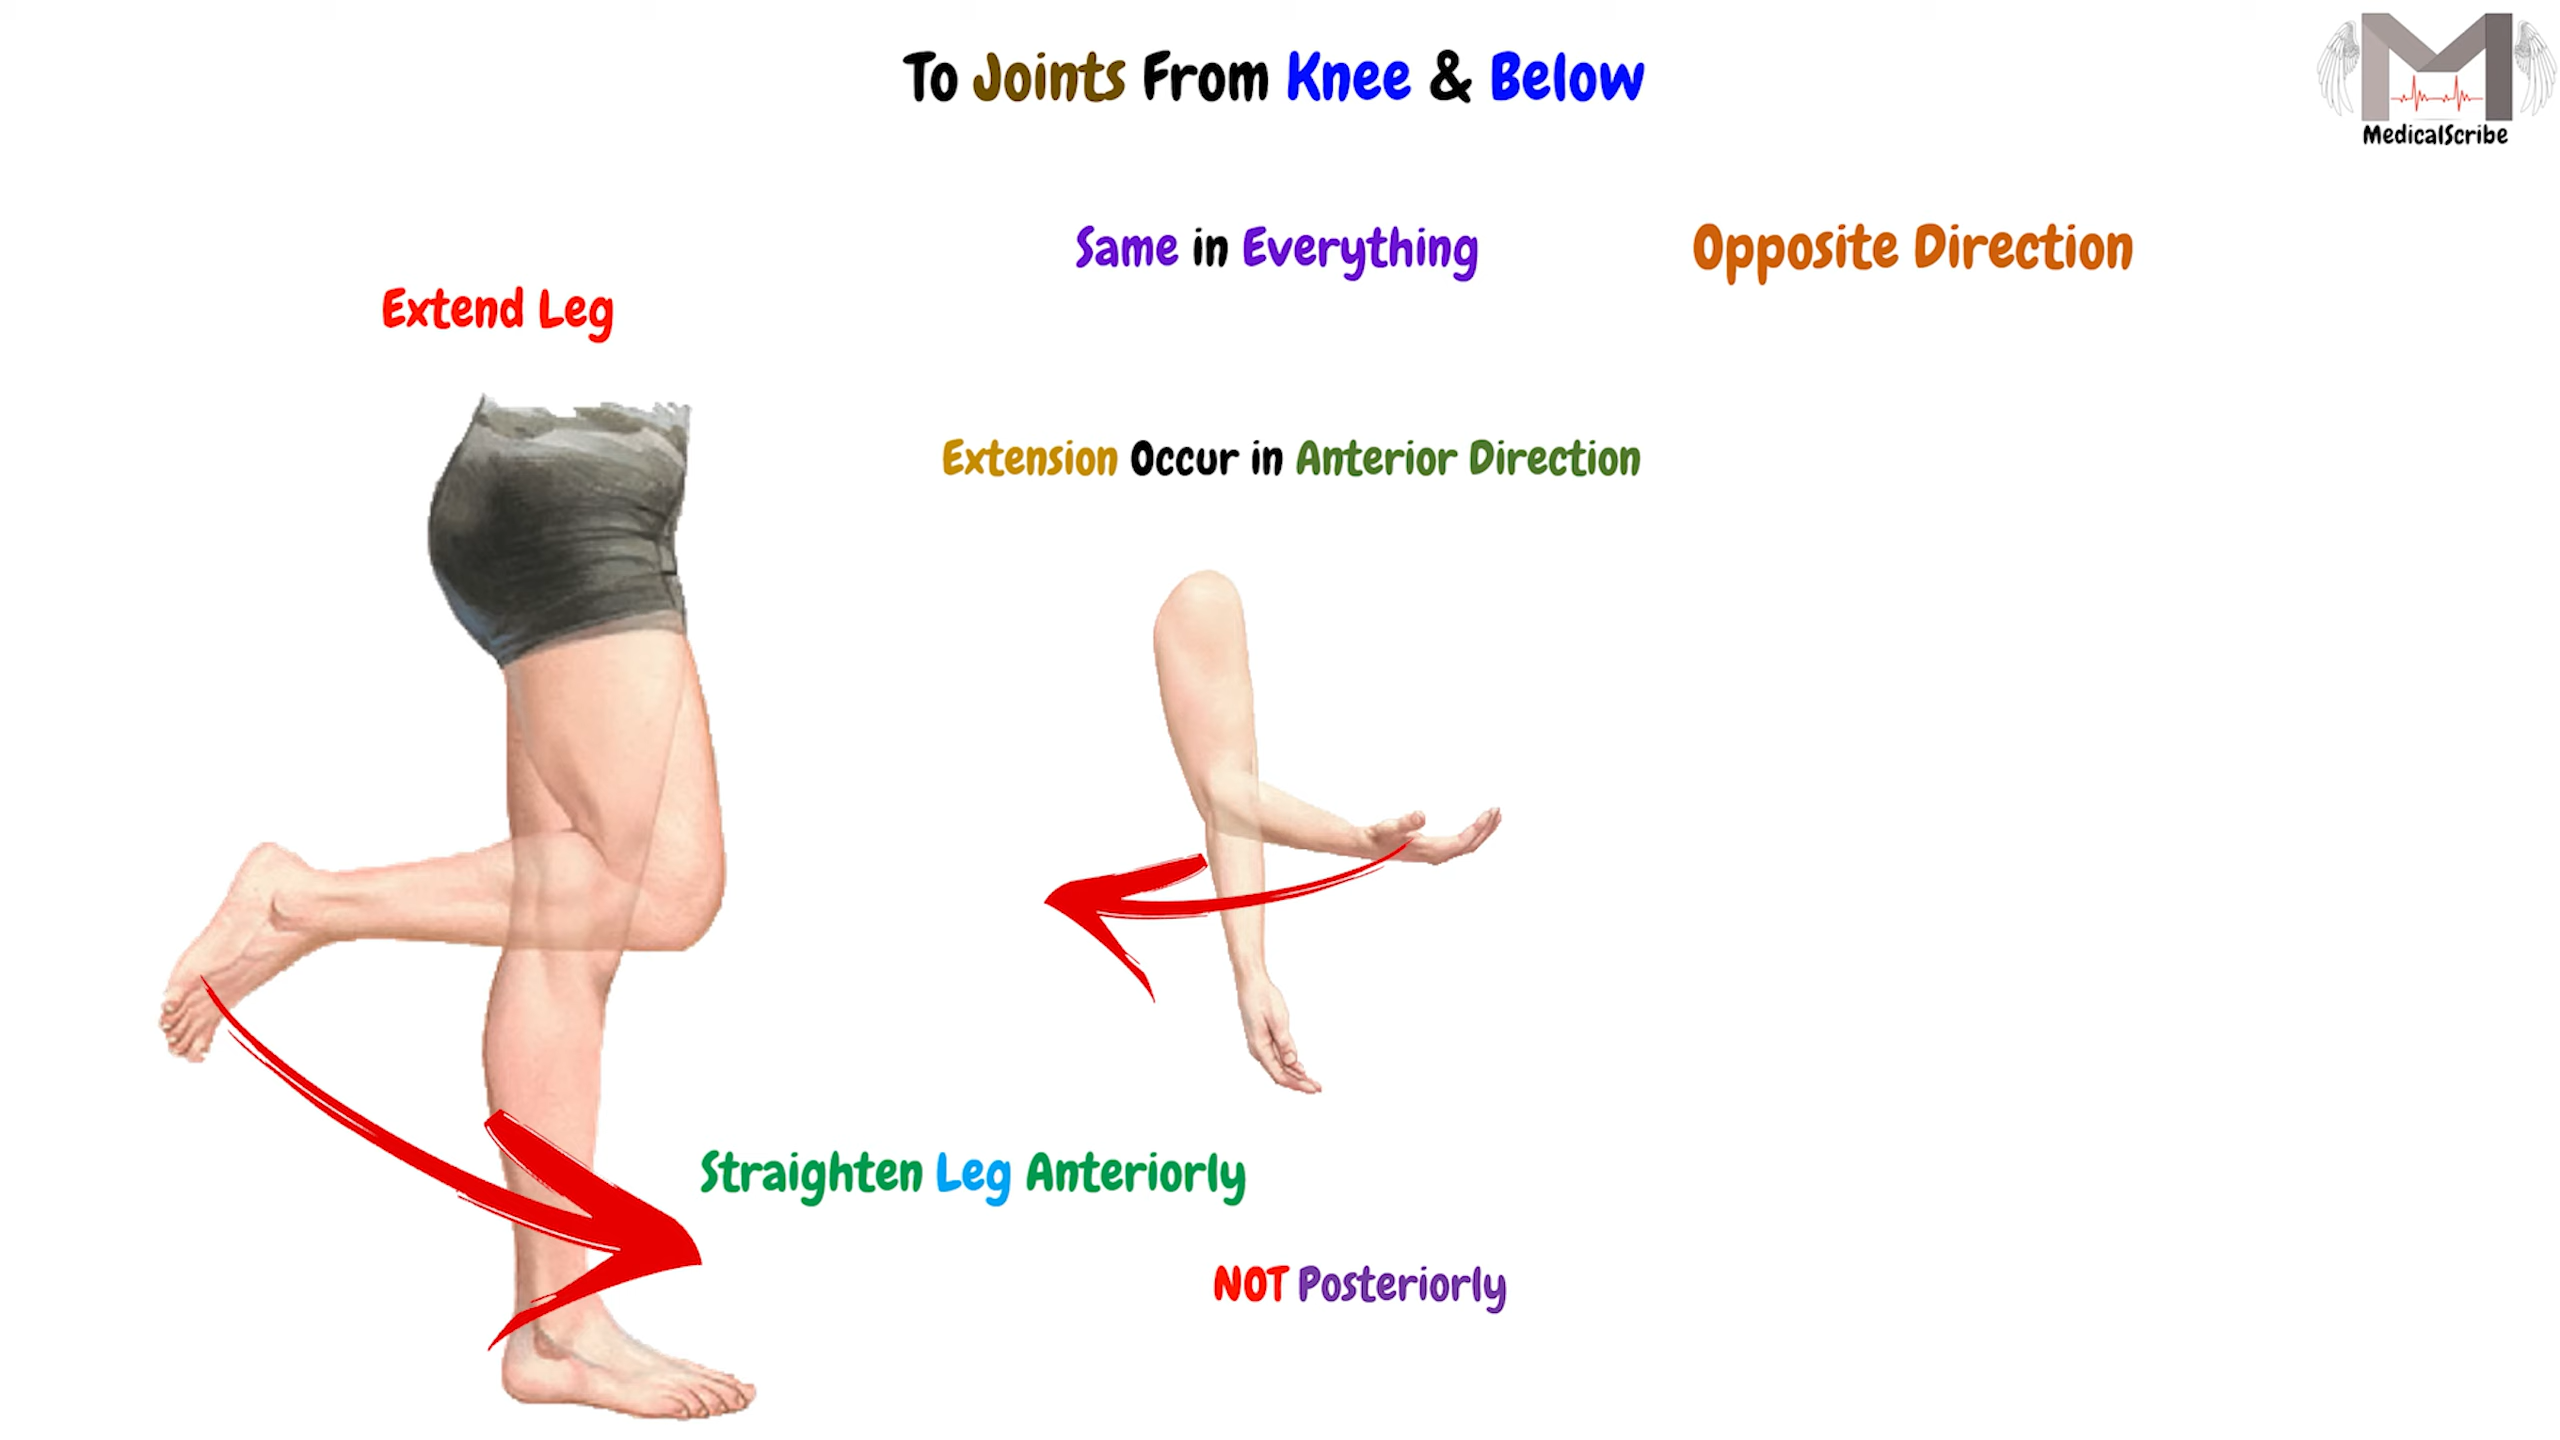 To Joints From Knee & Below
MedicalScribe
Same in Everything
Opposite Direction
Extend Leg
Extension Occur in Anterior Direction
Straighten Leg Anteriorly
NOT Posteriorly